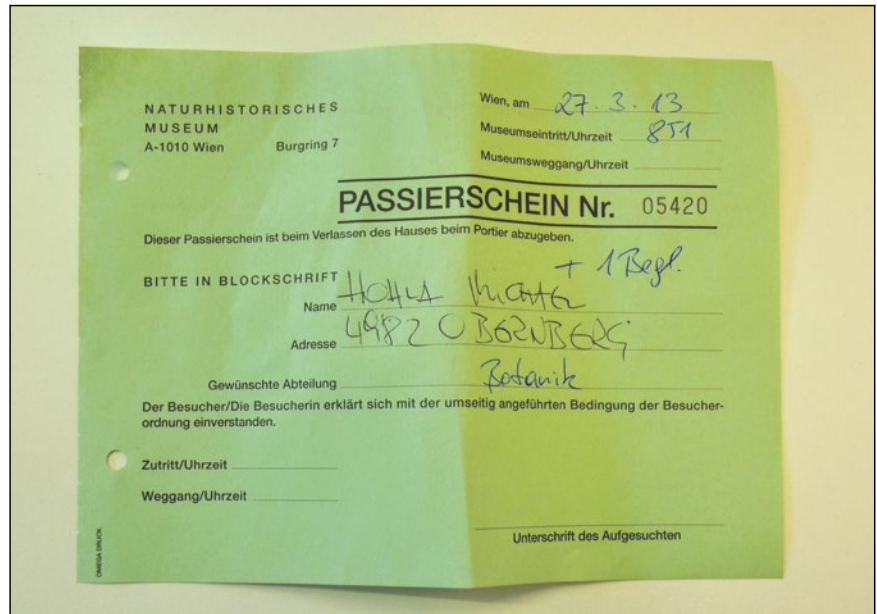 NATURHISTORISCHES
MUSEUM
A-1010 Wien Burgring 7
Wien, am 27. 3. 13
Museumseintritt/Uhrzeit 851
Museumsweggang/Uhrzeit
PASSIERSCHEIN Nr. 05420
Dieser Passierschein ist beim Verlassen des Hauses beim Portier abzugeben.
+ 1 Begl.
BITTE IN BLOCKSCHRIFT
Name HOHLA MICHAEL
Adresse 4982 OBERNBERG
Gewünschte Abteilung Botanik
Der Besucher/Die Besucherin erklärt sich mit der umseitig angeführten Bedingung der Besucher-
ordnung einverstanden.
Zutritt/Uhrzeit
Weggang/Uhrzeit
Unterschrift des Aufgesuchten
OMEGA DRUCK